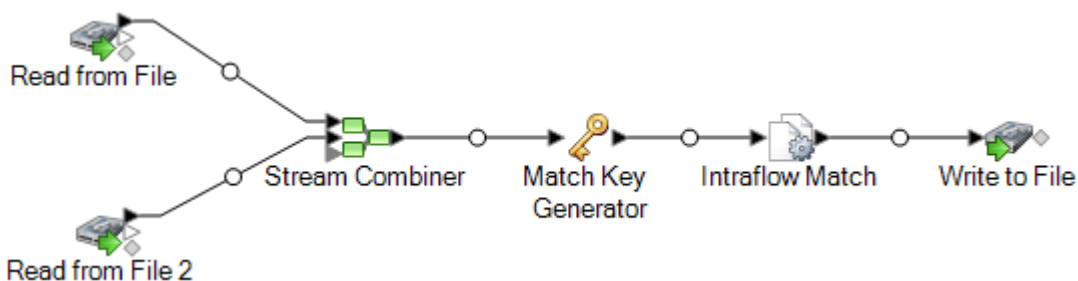 Read from File
Stream Combiner
Match Key
Generator
Intraflow Match
Write to File
Read from File 2